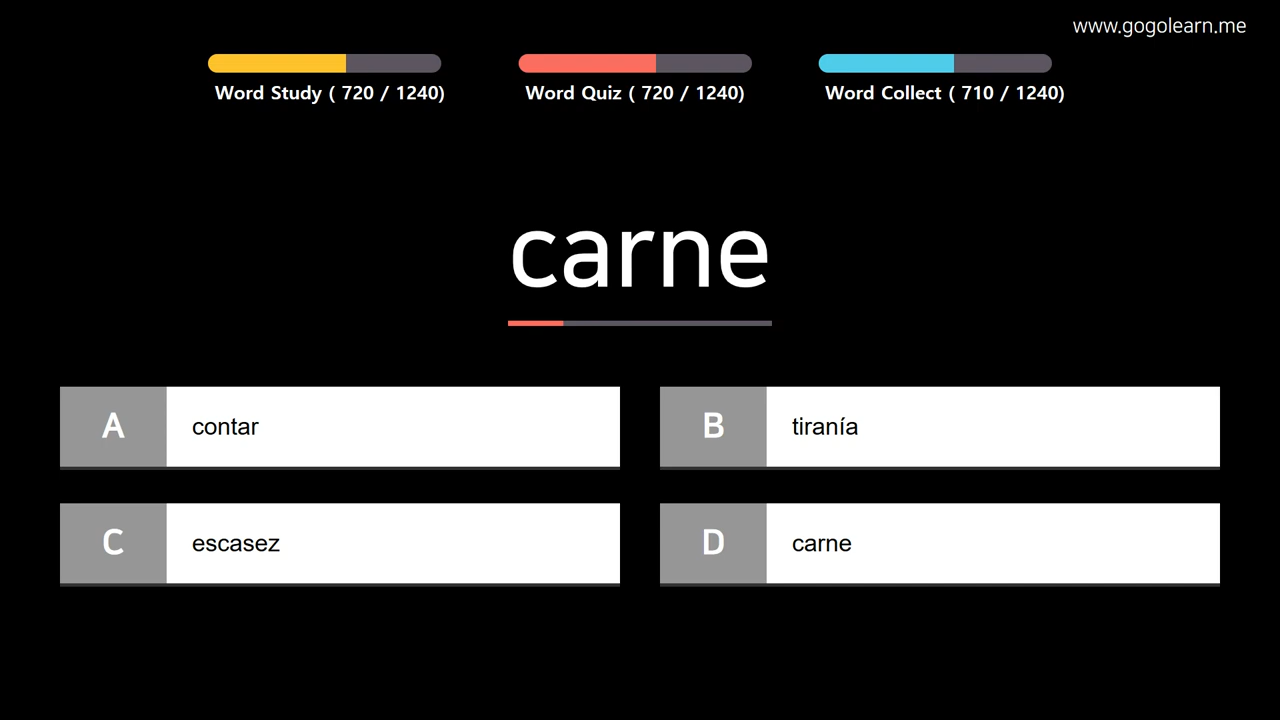 www.gogolearn.me
Word Study ( 720 / 1240)
Word Quiz ( 720 / 1240)
Word Collect ( 710 / 1240)
carne
A contar
B tiranía
C escasez
D carne